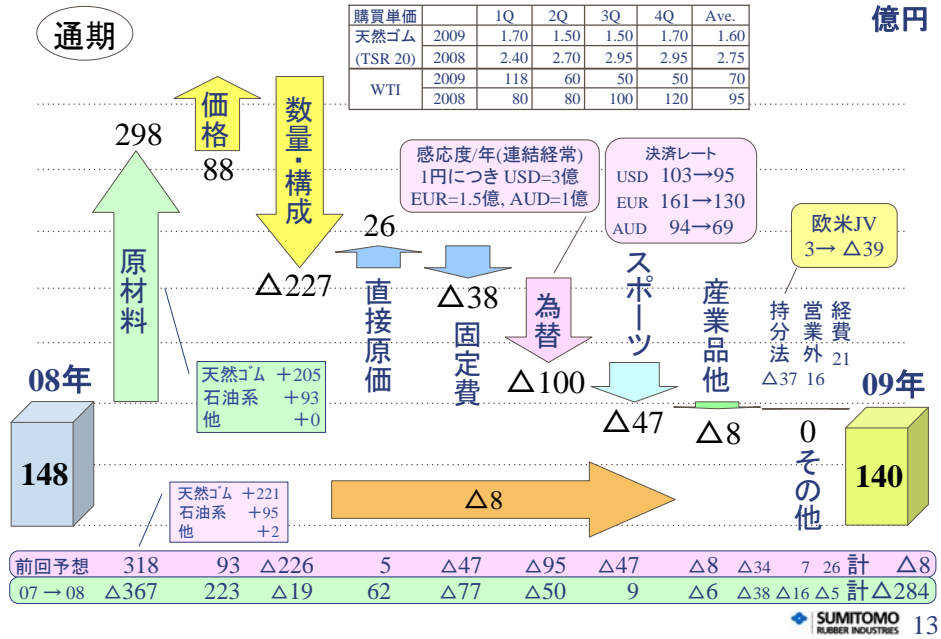 通期
億円
購買単価 1Q 2Q 3Q 4Q Ave.
天然ゴム 2009 1.70 1.50 1.50 1.70 1.60
(TSR 20) 2008 2.40 2.70 2.95 2.95 2.75
WTI 2009 118 60 50 50 70
2008 80 80 100 120 95
298
原材料
価格
88
数量・構成
△227
26
直接原価
△38
固定費
感応度/年(連結経常)
1円につき USD=3億
EUR=1.5億, AUD=1億
為替
△100
決済レート
USD 103→95
EUR 161→130
AUD 94→69
スポーツ
△47
産業品他
△8
欧米JV
3→ △39
持分法 営業外 経費
△37 16 21
0
その他
天然ゴム +205
石油系 +93
他 +0
08年
148
09年
140
△8
天然ゴム +221
石油系 +95
他 +2
前回予想 318 93 △226 5 △47 △95 △47 △8 △34 7 26 計 △8
07→08 △367 223 △19 62 △77 △50 9 △6 △38 △16 △5 計 △284
SUMITOMO
RUBBER INDUSTRIES
13